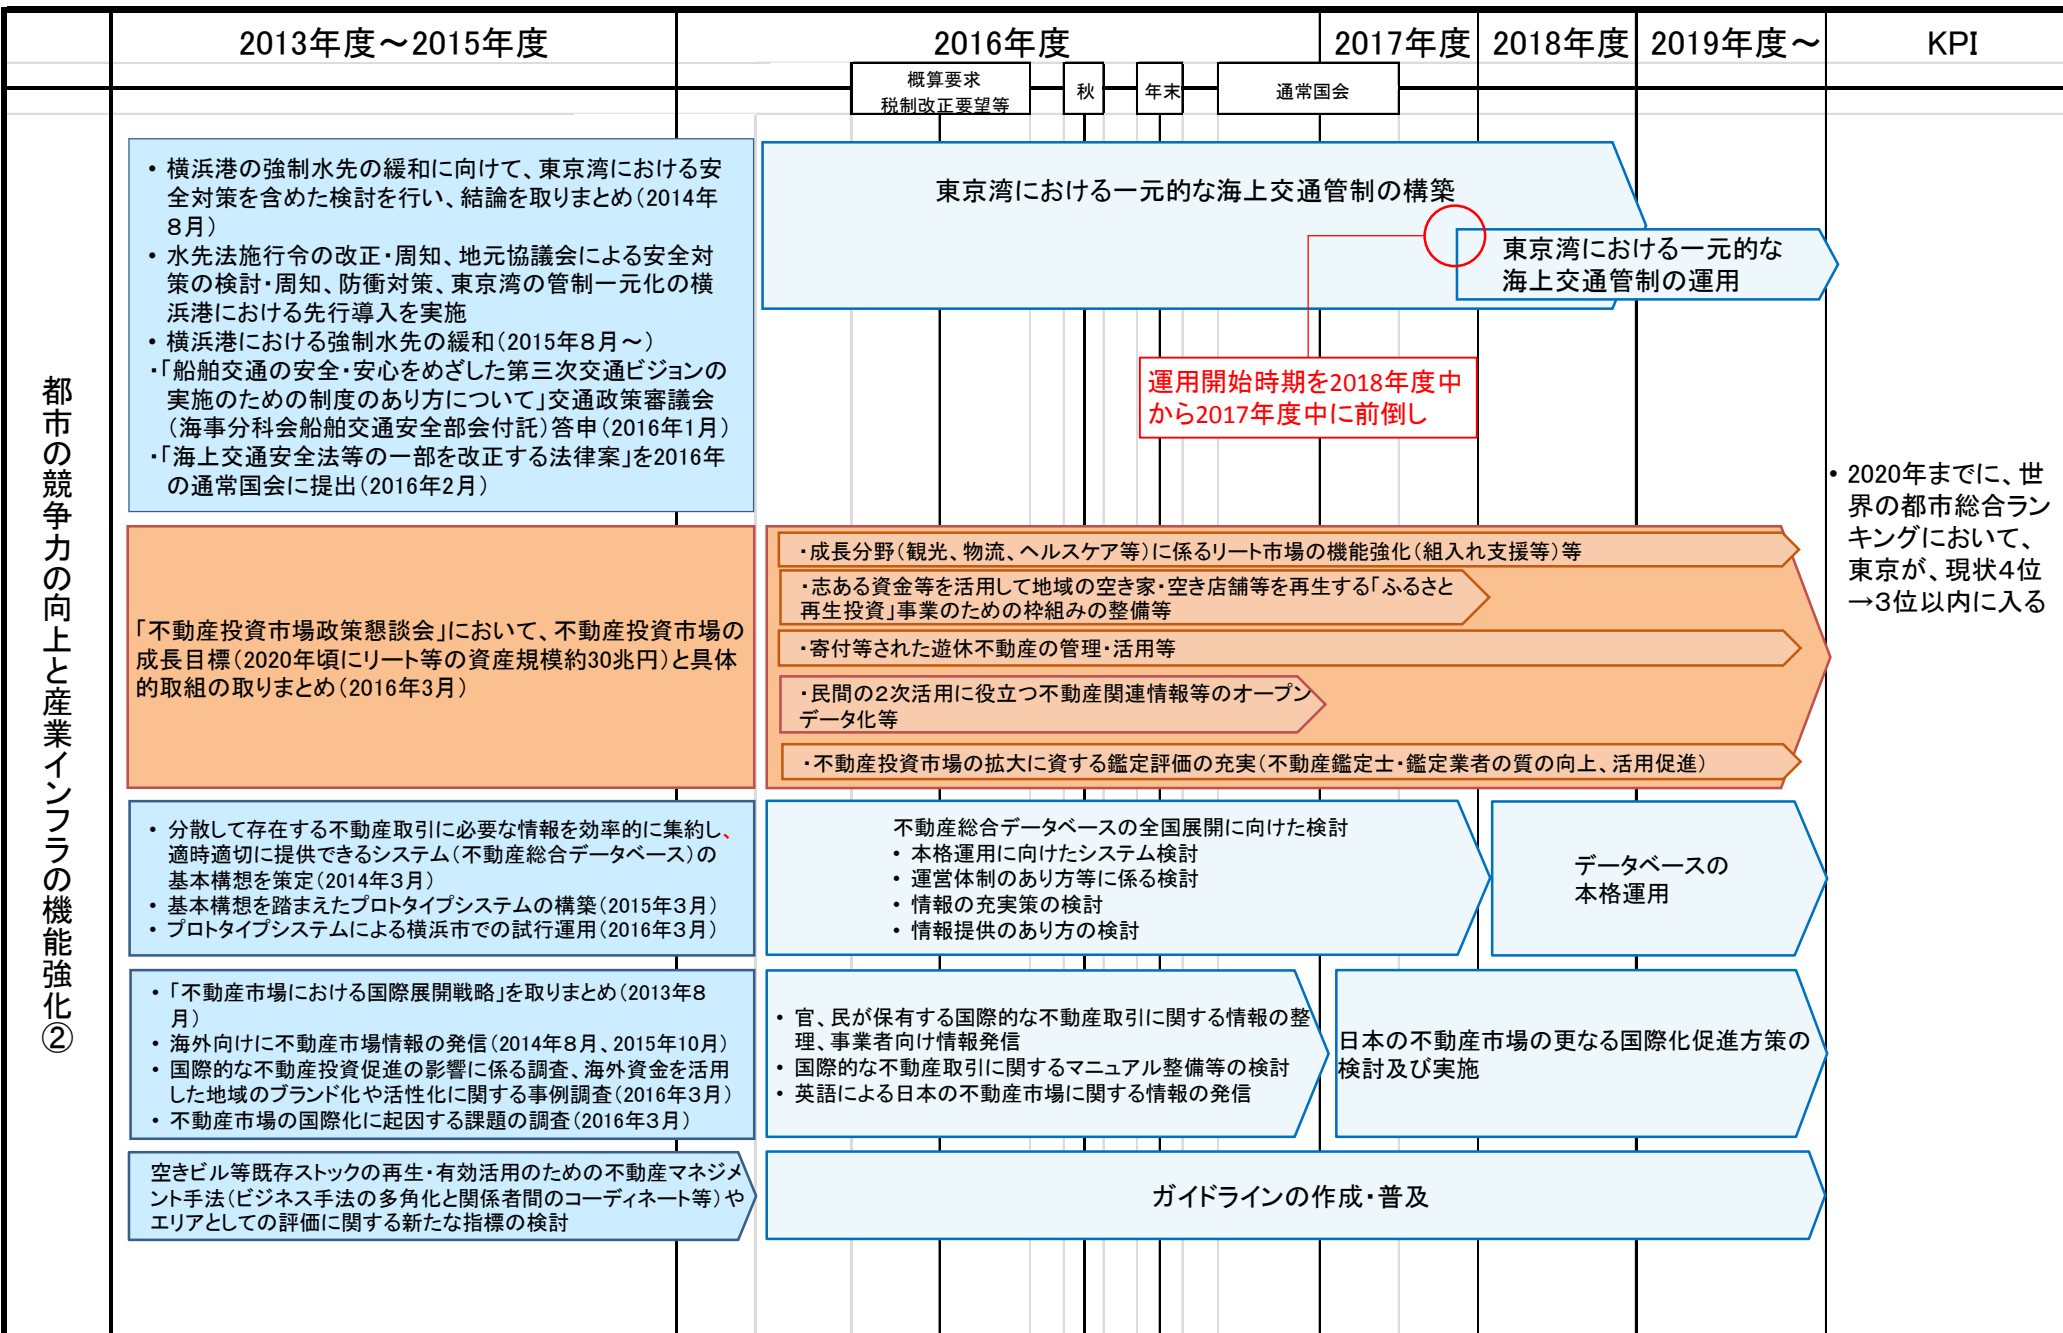 2013年度～2015年度
2016年度
2017年度
2018年度
2019年度～
KPI
概算要求
税制改正要望等
秋
年末
通常国会
都市の競争力の向上と産業インフラの機能強化②
• 横浜港の強制水先の緩和に向けて、東京湾における安
全対策を含めた検討を行い、結論を取りまとめ（2014年
８月）
• 水先法施行令の改正・周知、地元協議会による安全対
策の検討・周知、防衝対策、東京湾の管制一元化の横
浜港における先行導入を実施
• 横浜港における強制水先の緩和（2015年８月～）
・「船舶交通の安全・安心をめざした第三次交通ビジョンの
実施のための制度のあり方について」交通政策審議会
（海事分科会船舶交通安全部会付託）答申（2016年１月）
・「海上交通安全法等の一部を改正する法律案」を2016年
の通常国会に提出（2016年２月）
東京湾における一元的な海上交通管制の構築
東京湾における一元的な
海上交通管制の運用
運用開始時期を2018年度中
から2017年度中に前倒し
• 2020年までに、世
界の都市総合ラン
キングにおいて、
東京が、現状４位
→３位以内に入る
「不動産投資市場政策懇談会」において、不動産投資市場の
成長目標（2020年頃にリート等の資産規模約30兆円）と具体
的取組の取りまとめ（2016年３月）
・成長分野（観光、物流、ヘルスケア等）に係るリート市場の機能強化（組入れ支援等）等
・志ある資金等を活用して地域の空き家・空き店舗等を再生する「ふるさと
再生投資」事業のための枠組みの整備等
・寄付等された遊休不動産の管理・活用等
・民間の２次活用に役立つ不動産関連情報等のオープン
データ化等
・不動産投資市場の拡大に資する鑑定評価の充実（不動産鑑定士・鑑定業者の質の向上、活用促進）
• 分散して存在する不動産取引に必要な情報を効率的に集約し、
適時適切に提供できるシステム（不動産総合データベース）の
基本構想を策定（2014年３月）
• 基本構想を踏まえたプロトタイプシステムの構築（2015年３月）
• プロトタイプシステムによる横浜市での試行運用（2016年３月）
不動産総合データベースの全国展開に向けた検討
• 本格運用に向けたシステム検討
• 運営体制のあり方等に係る検討
• 情報の充実策の検討
• 情報提供のあり方の検討
データベースの
本格運用
• 「不動産市場における国際展開戦略」を取りまとめ（2013年８
月）
• 海外向けに不動産市場情報の発信（2014年８月、2015年10月）
• 国際的な不動産投資促進の影響に係る調査、海外資金を活用
した地域のブランド化や活性化に関する事例調査（2016年３月）
• 不動産市場の国際化に起因する課題の調査（2016年３月）
• 官、民が保有する国際的な不動産取引に関する情報の整
理、事業者向け情報発信
• 国際的な不動産取引に関するマニュアル整備等の検討
• 英語による日本の不動産市場に関する情報の発信
日本の不動産市場の更なる国際化促進方策の
検討及び実施
空きビル等既存ストックの再生・有効活用のための不動産マネジメ
ント手法（ビジネス手法の多角化と関係者間のコーディネート等）や
エリアとしての評価に関する新たな指標の検討
ガイドラインの作成・普及